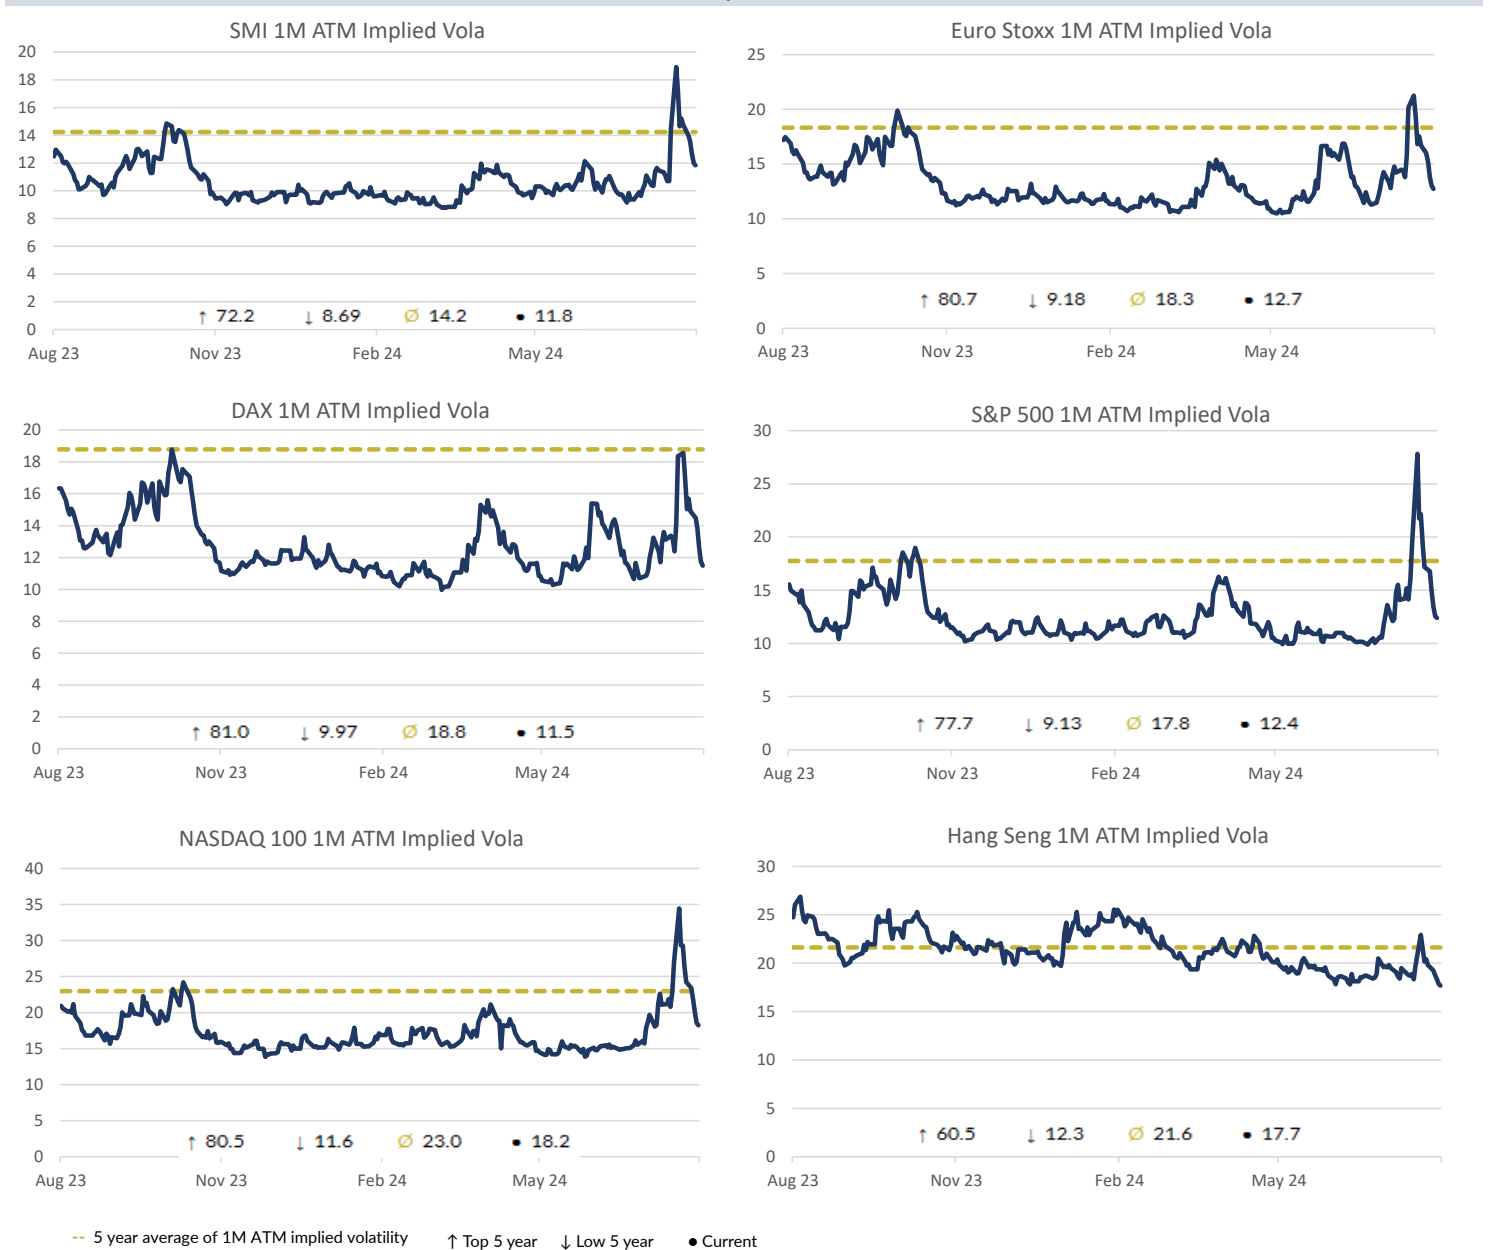 SMI 1M ATM Implied Vola
20
18
16
14
12
10
8
6
4
2
0
↑ 72.2 ↓ 8.69 Ø 14.2 ● 11.8
Aug 23 Nov 23 Feb 24 May 24
Euro Stoxx 1M ATM Implied Vola
25
20
15
10
5
0
↑ 80.7 ↓ 9.18 Ø 18.3 ● 12.7
Aug 23 Nov 23 Feb 24 May 24
DAX 1M ATM Implied Vola
20
18
16
14
12
10
8
6
4
2
0
↑ 81.0 ↓ 9.97 Ø 18.8 ● 11.5
Aug 23 Nov 23 Feb 24 May 24
S&P 500 1M ATM Implied Vola
30
25
20
15
10
5
0
↑ 77.7 ↓ 9.13 Ø 17.8 ● 12.4
Aug 23 Nov 23 Feb 24 May 24
NASDAQ 100 1M ATM Implied Vola
40
35
30
25
20
15
10
5
0
↑ 80.5 ↓ 11.6 Ø 23.0 ● 18.2
Aug 23 Nov 23 Feb 24 May 24
Hang Seng 1M ATM Implied Vola
30
25
20
15
10
5
0
↑ 60.5 ↓ 12.3 Ø 21.6 ● 17.7
Aug 23 Nov 23 Feb 24 May 24
-- 5 year average of 1M ATM implied volatility ↑ Top 5 year ↓ Low 5 year ● Current